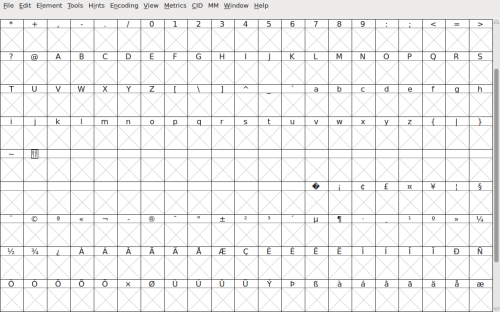 File Edit Element Tools Hints Encoding View Metrics CID MM Window Help
* + , - . / 0 1 2 3 4 5 6 7 8 9 : ; < = >
? @ A B C D E F G H I J K L M N O P Q R S
T U V W X Y Z [ \ ] ^ _ ` a b c d e f g h
i j k l m n o p q r s t u v w x y z { | }
~
� ¡ ¢ £ ¤ ¥ ¦ §
¨ © ª « ¬ - ® ¯ ° ± ² ³ ´ µ ¶ · ¸ ¹ º » ¼
½ ¾ ¿ À Á Â Ã Ä Å Æ Ç È É Ê Ë Ì Í Î Ï Ð Ñ
Ò Ó Ô Õ Ö × Ø Ù Ú Û Ü Ý Þ ß à á â ã ä å æ